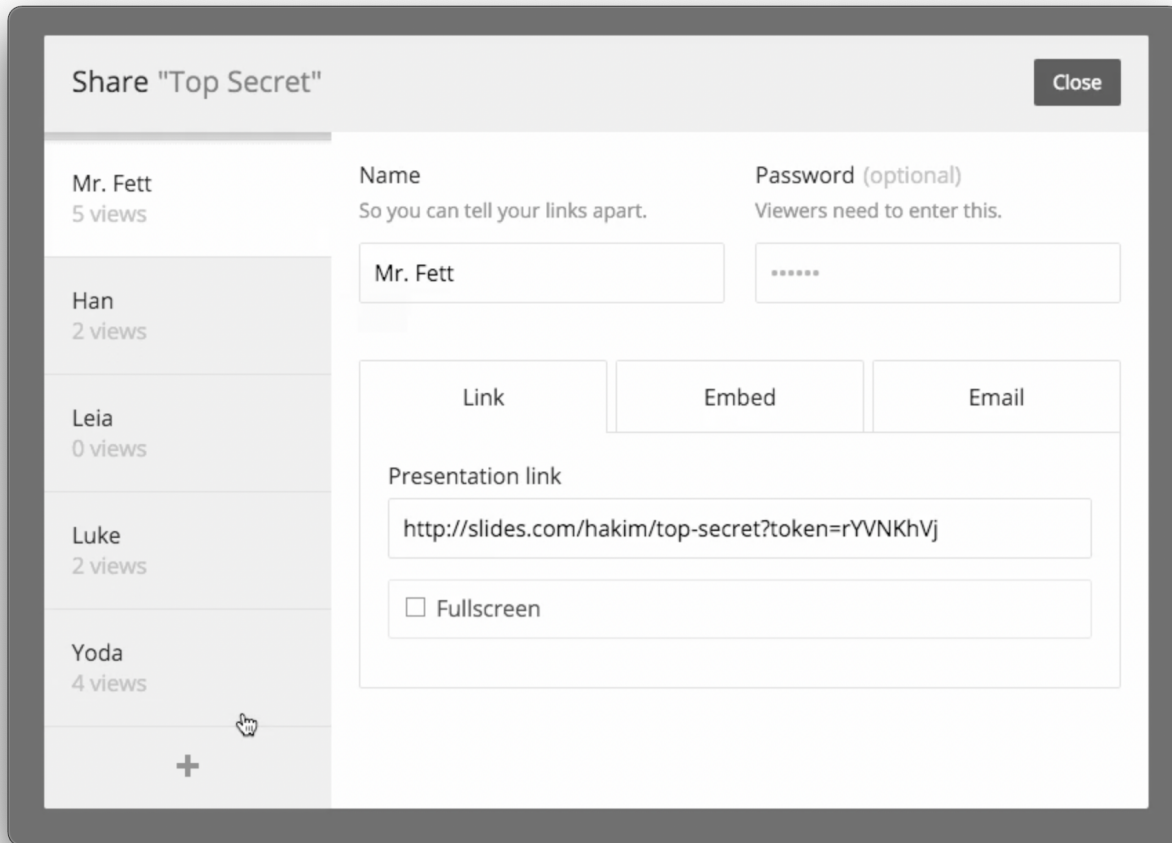 Share "Top Secret"
Close
Mr. Fett
5 views
Han
2 views
Leia
0 views
Luke
2 views
Yoda
4 views
+
Name
So you can tell your links apart.
Mr. Fett
Password (optional)
Viewers need to enter this.
••••••
Link
Embed
Email
Presentation link
http://slides.com/hakim/top-secret?token=rYVNKhVj
Fullscreen